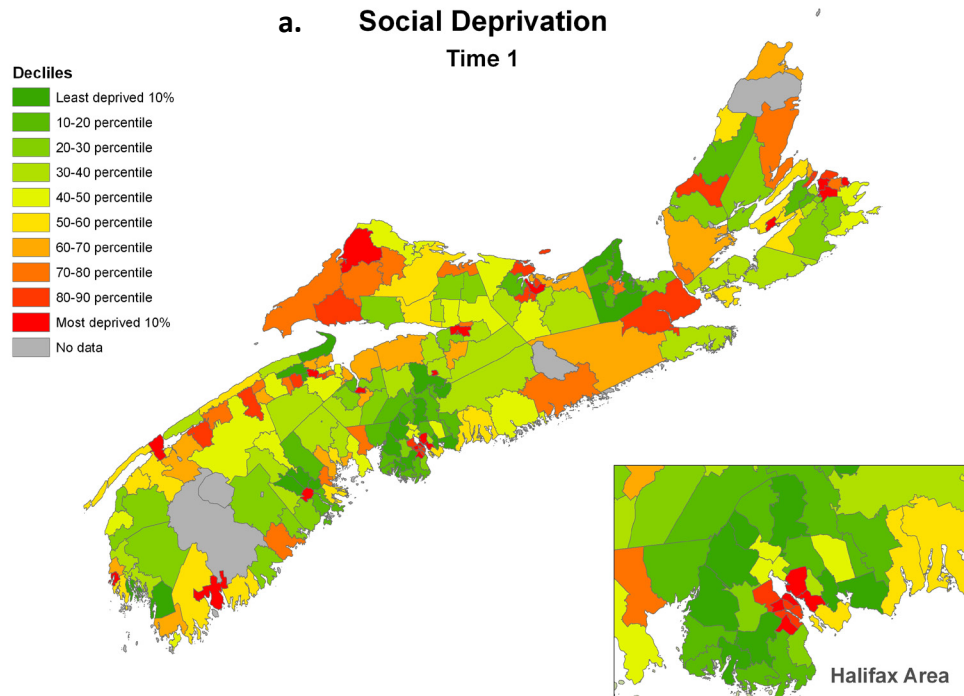 a. Social Deprivation
Time 1
Decliles
Least deprived 10%
10-20 percentile
20-30 percentile
30-40 percentile
40-50 percentile
50-60 percentile
60-70 percentile
70-80 percentile
80-90 percentile
Most deprived 10%
No data
Halifax Area